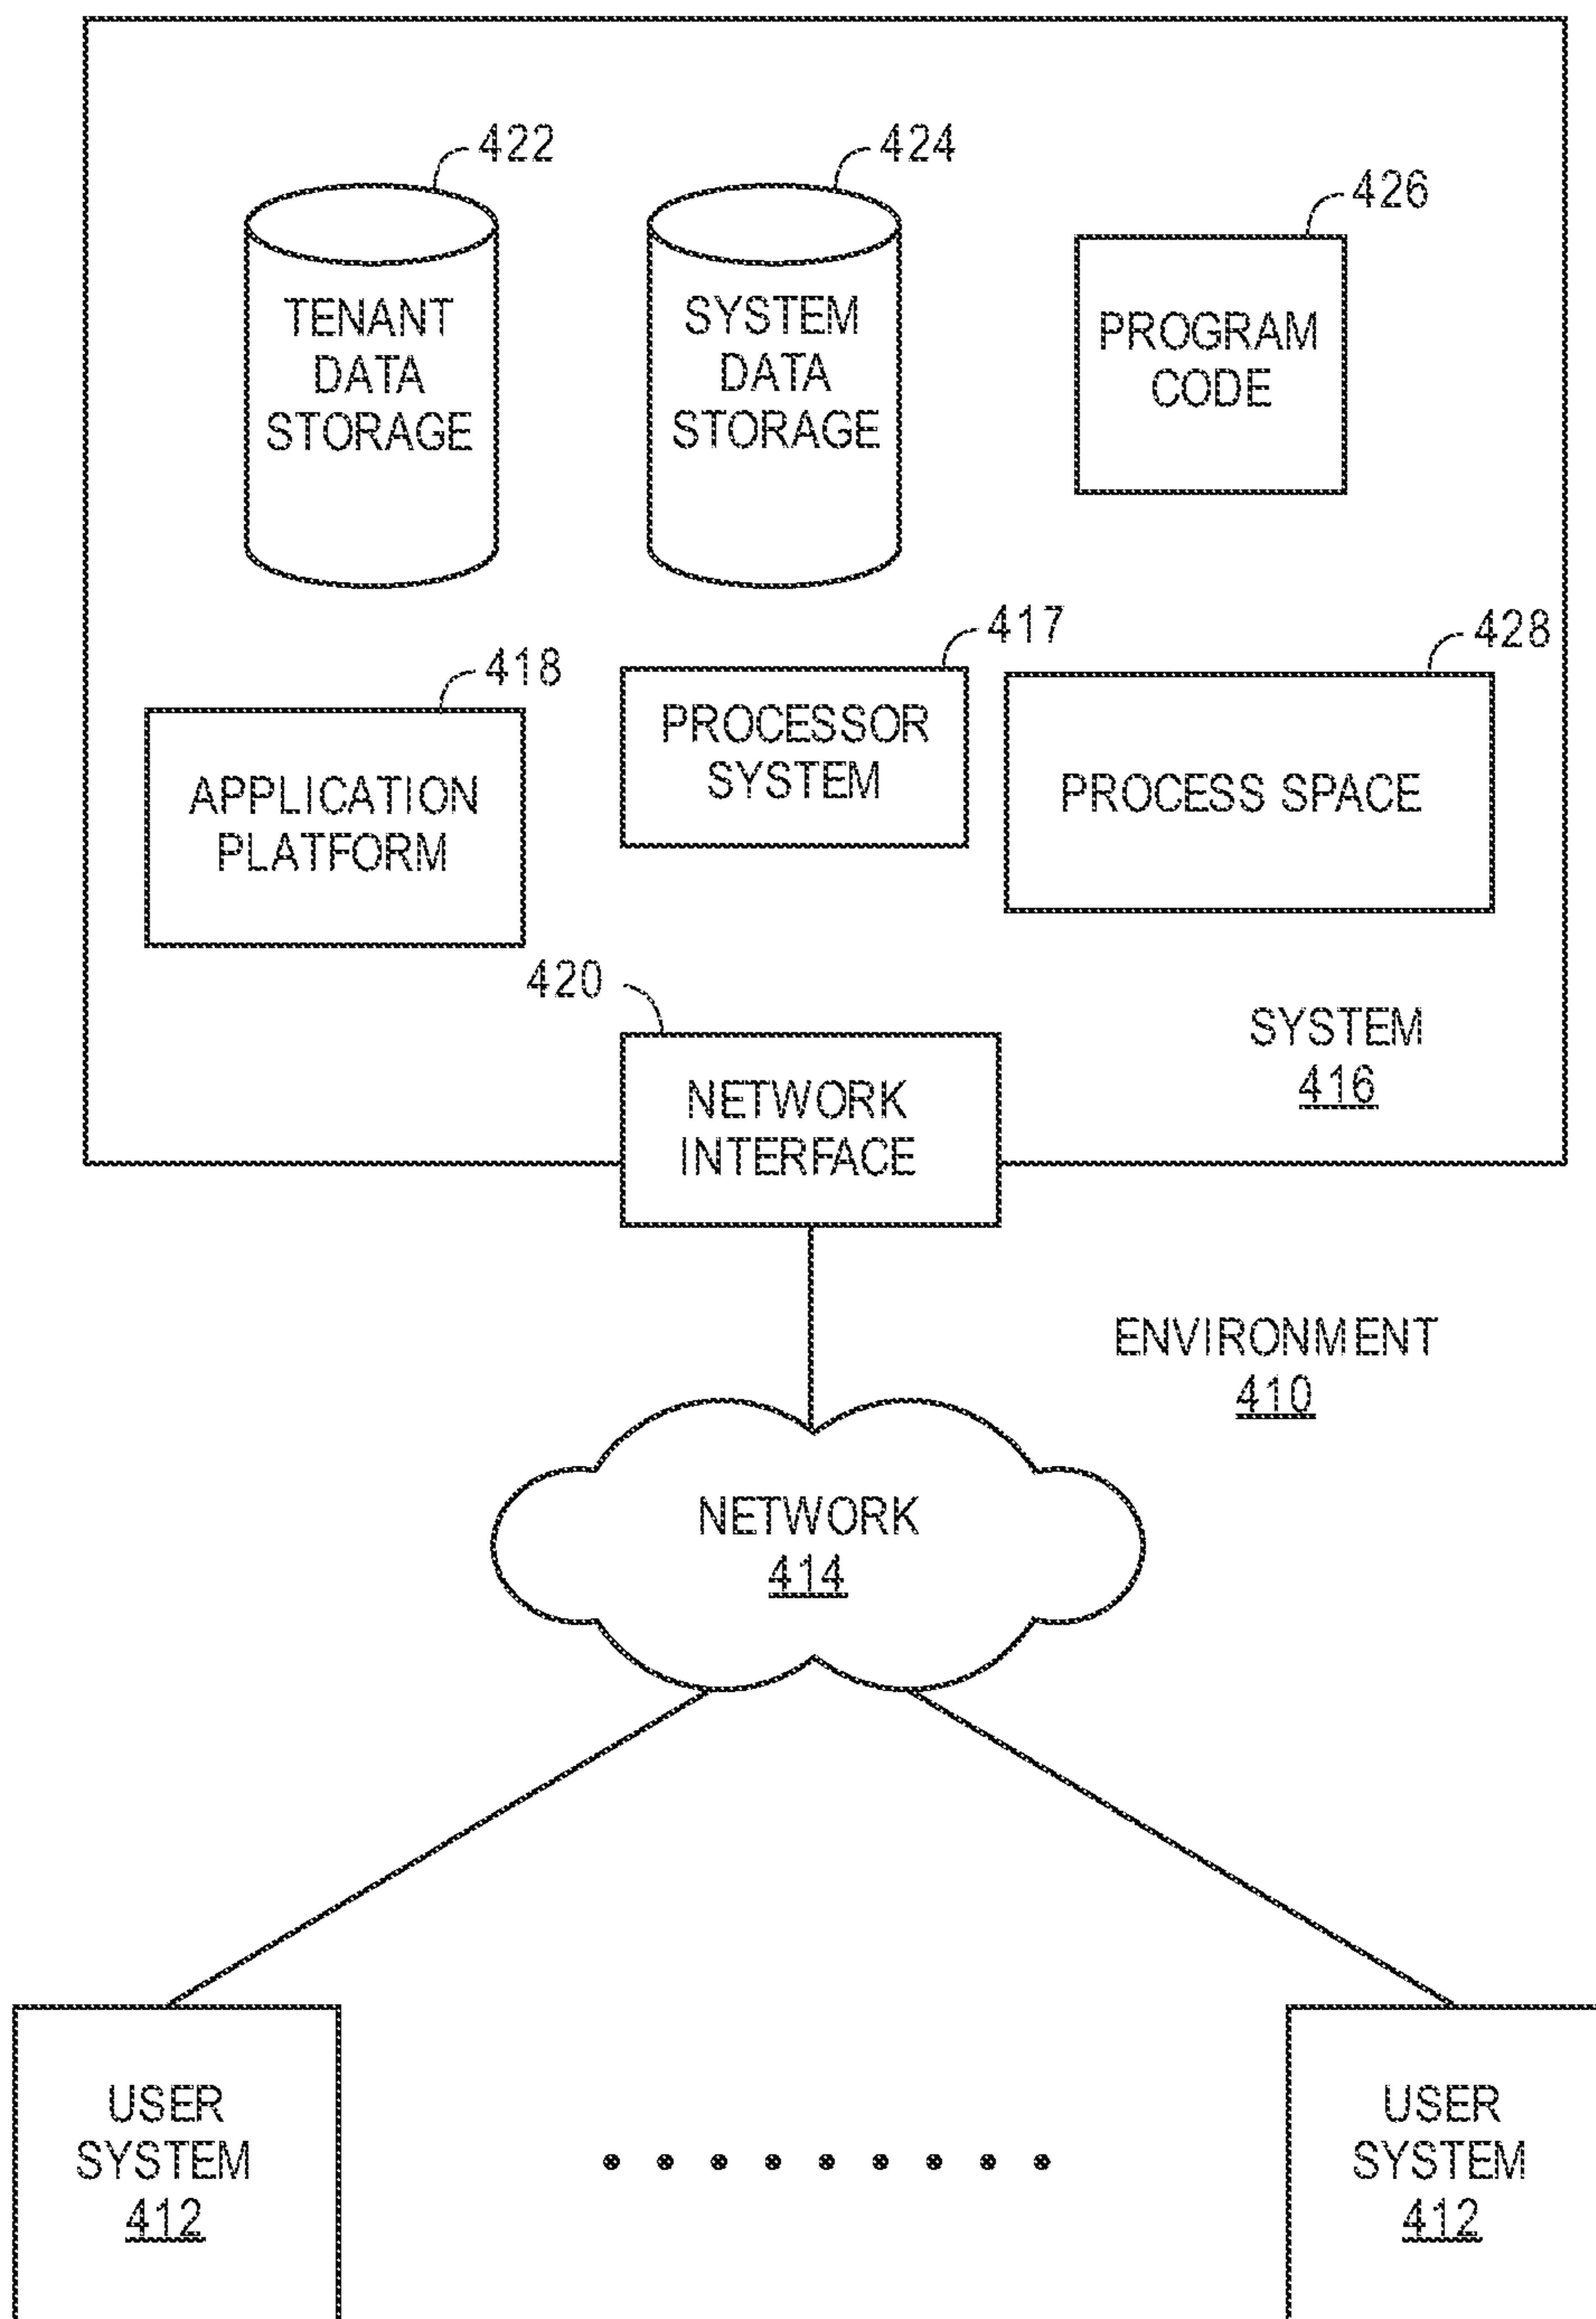 422
424
426
TENANT
DATA
STORAGE
SYSTEM
DATA
STORAGE
PROGRAM
CODE
418
417
428
APPLICATION
PLATFORM
PROCESSOR
SYSTEM
PROCESS SPACE
420
NETWORK
INTERFACE
SYSTEM
416
ENVIRONMENT
410
NETWORK
414
USER
SYSTEM
412
USER
SYSTEM
412